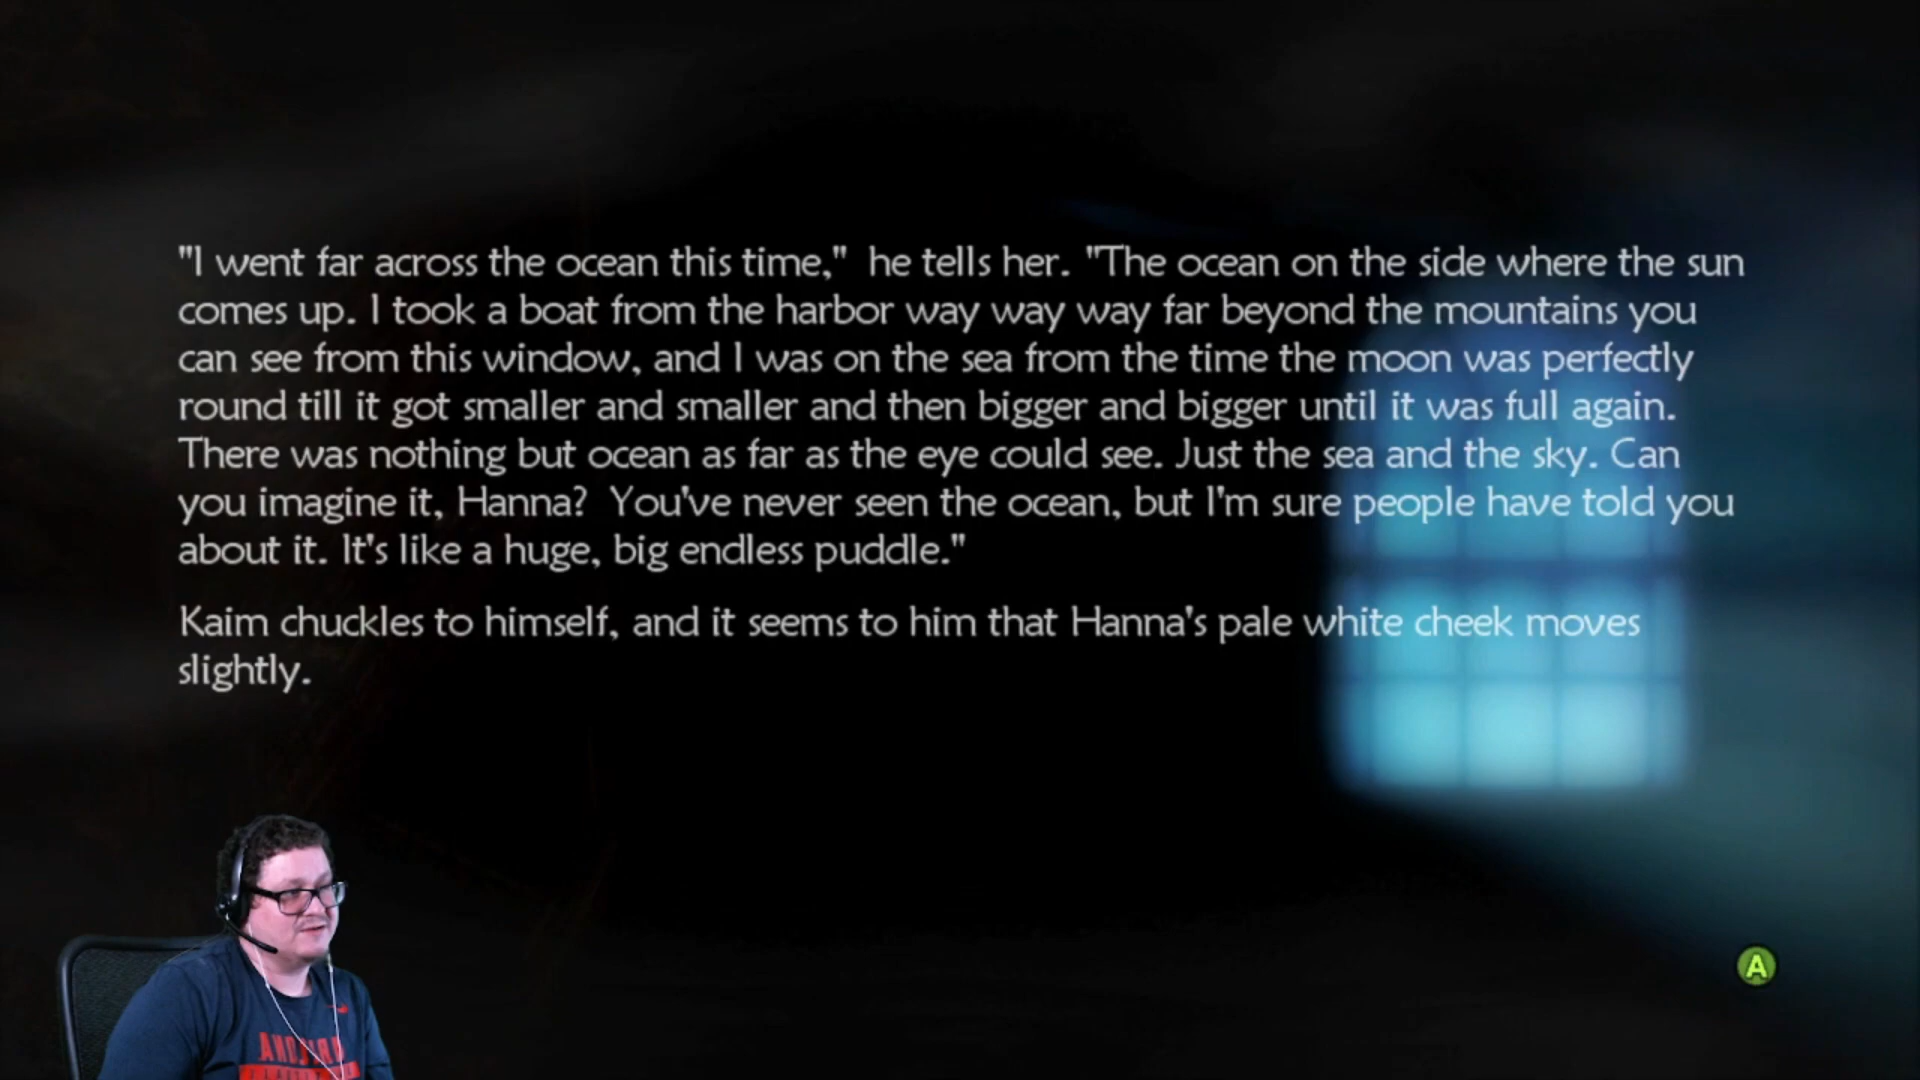 "I went far across the ocean this time,"  he tells her. "The ocean on the side where the sun
comes up. I took a boat from the harbor way way way far beyond the mountains you
can see from this window, and I was on the sea from the time the moon was perfectly
round till it got smaller and smaller and then bigger and bigger until it was full again.
There was nothing but ocean as far as the eye could see. Just the sea and the sky. Can
you imagine it, Hanna?  You've never seen the ocean, but I'm sure people have told you
about it. It's like a huge, big endless puddle."
Kaim chuckles to himself, and it seems to him that Hanna's pale white cheek moves
slightly.
A
ARIZONA